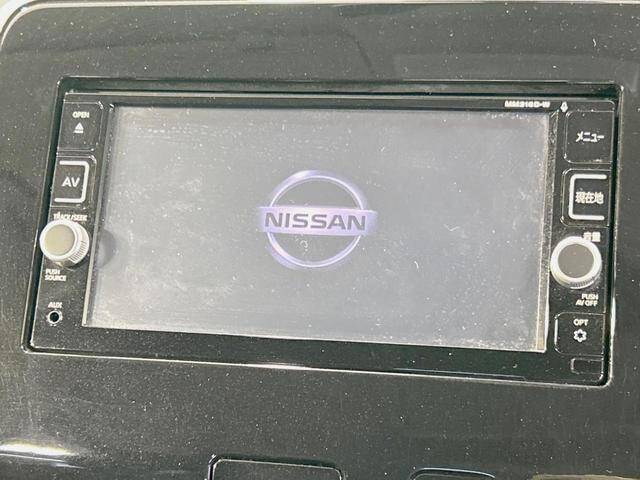 MM316D-W
OPEN
メニュー
AV
現在地
TRACK/SEEK
音量
NISSAN
PUSH
SOURCE
PUSH
AV OFF
AUX
OPT